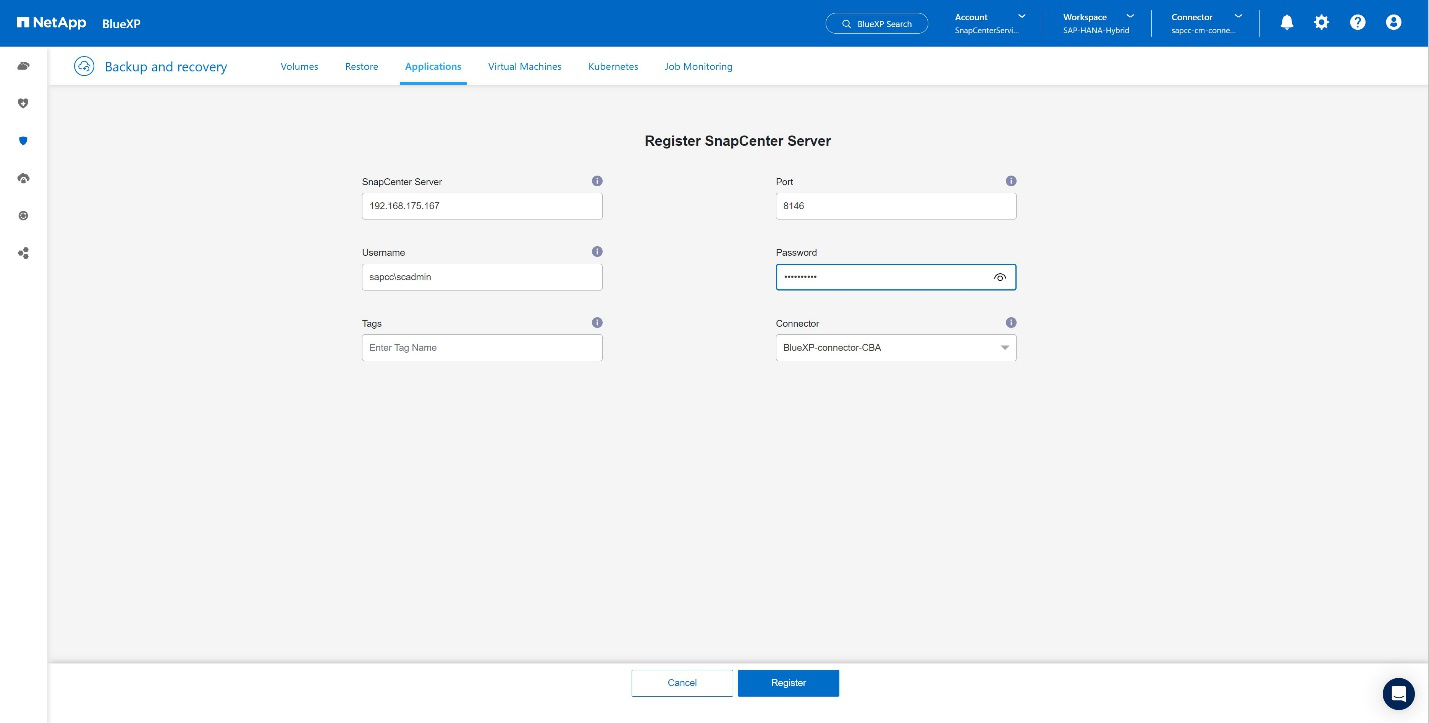 NetApp BlueXP
BlueXP Search
Account
SnapCenterServi...
Workspace
SAP-HANA-Hybrid
Connector
sapcc-cm-conne...
Backup and recovery
Volumes
Restore
Applications
Virtual Machines
Kubernetes
Job Monitoring
Register SnapCenter Server
SnapCenter Server
192.168.175.167
Port
8146
Username
sapcc\scadmin
Password
••••••••••
Tags
Enter Tag Name
Connector
BlueXP-connector-CBA
Cancel
Register